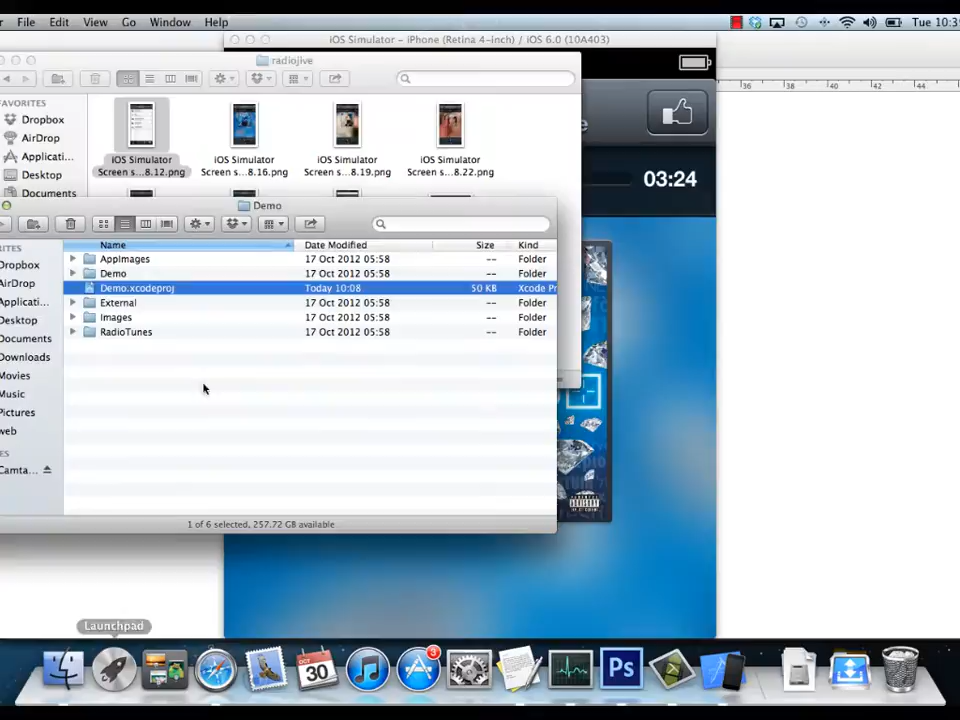 File Edit View Go Window Help
Tue 10:3
iOS Simulator – iPhone (Retina 4-inch) / iOS 6.0 (10A403)
radiojive
FAVORITES
Dropbox
AirDrop
Applicati...
Desktop
Documents
iOS Simulator
Screen s...8.12.png
iOS Simulator
Screen s...8.16.png
iOS Simulator
Screen s...8.19.png
iOS Simulator
Screen s...8.22.png
36 38 40 42 44
e
03:24
Demo
Name Date Modified Size Kind
AppImages 17 Oct 2012 05:58 -- Folder
Demo 17 Oct 2012 05:58 -- Folder
Demo.xcodeproj Today 10:08 50 KB Xcode Pr
External 17 Oct 2012 05:58 -- Folder
Images 17 Oct 2012 05:58 -- Folder
RadioTunes 17 Oct 2012 05:58 -- Folder
RITES
Dropbox
AirDrop
Applicati...
Desktop
Documents
Downloads
Movies
Music
Pictures
web
ES
Camta...
1 of 6 selected, 257.72 GB available
Launchpad
OCT
30
3
Ps